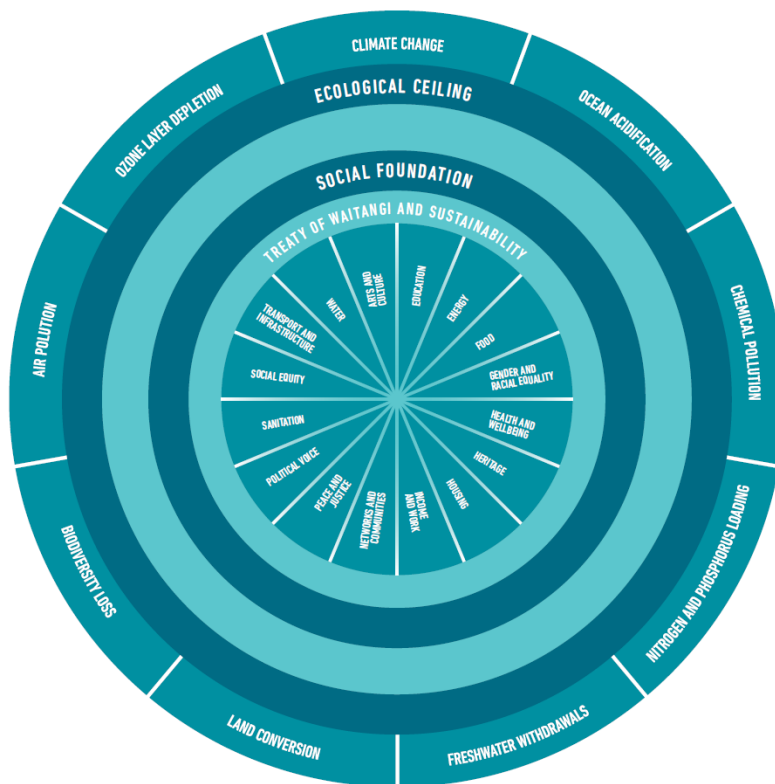 CLIMATE CHANGE
OCEAN ACIDIFICATION
CHEMICAL POLLUTION
NITROGEN AND PHOSPHORUS LOADING
FRESHWATER WITHDRAWALS
LAND CONVERSION
BIODIVERSITY LOSS
AIR POLUTION
OZONE LAYER DEPLETION
ECOLOGICAL CEILING
SOCIAL FOUNDATION
TREATY OF WAITANGI AND SUSTAINABILITY
EDUCATION
ENERGY
FOOD
GENDER AND
RACIAL EQUALITY
HEALTH AND
WELLBEING
HERITAGE
HOUSING
INCOME
AND WORK
NETWORKS AND
COMMUNITIES
PEACE AND
JUSTICE
POLITICAL VOICE
SANITATION
SOCIAL EQUITY
TRANSPORT AND
INFRASTRUCTURE
WATER
ARTS AND
CULTURE